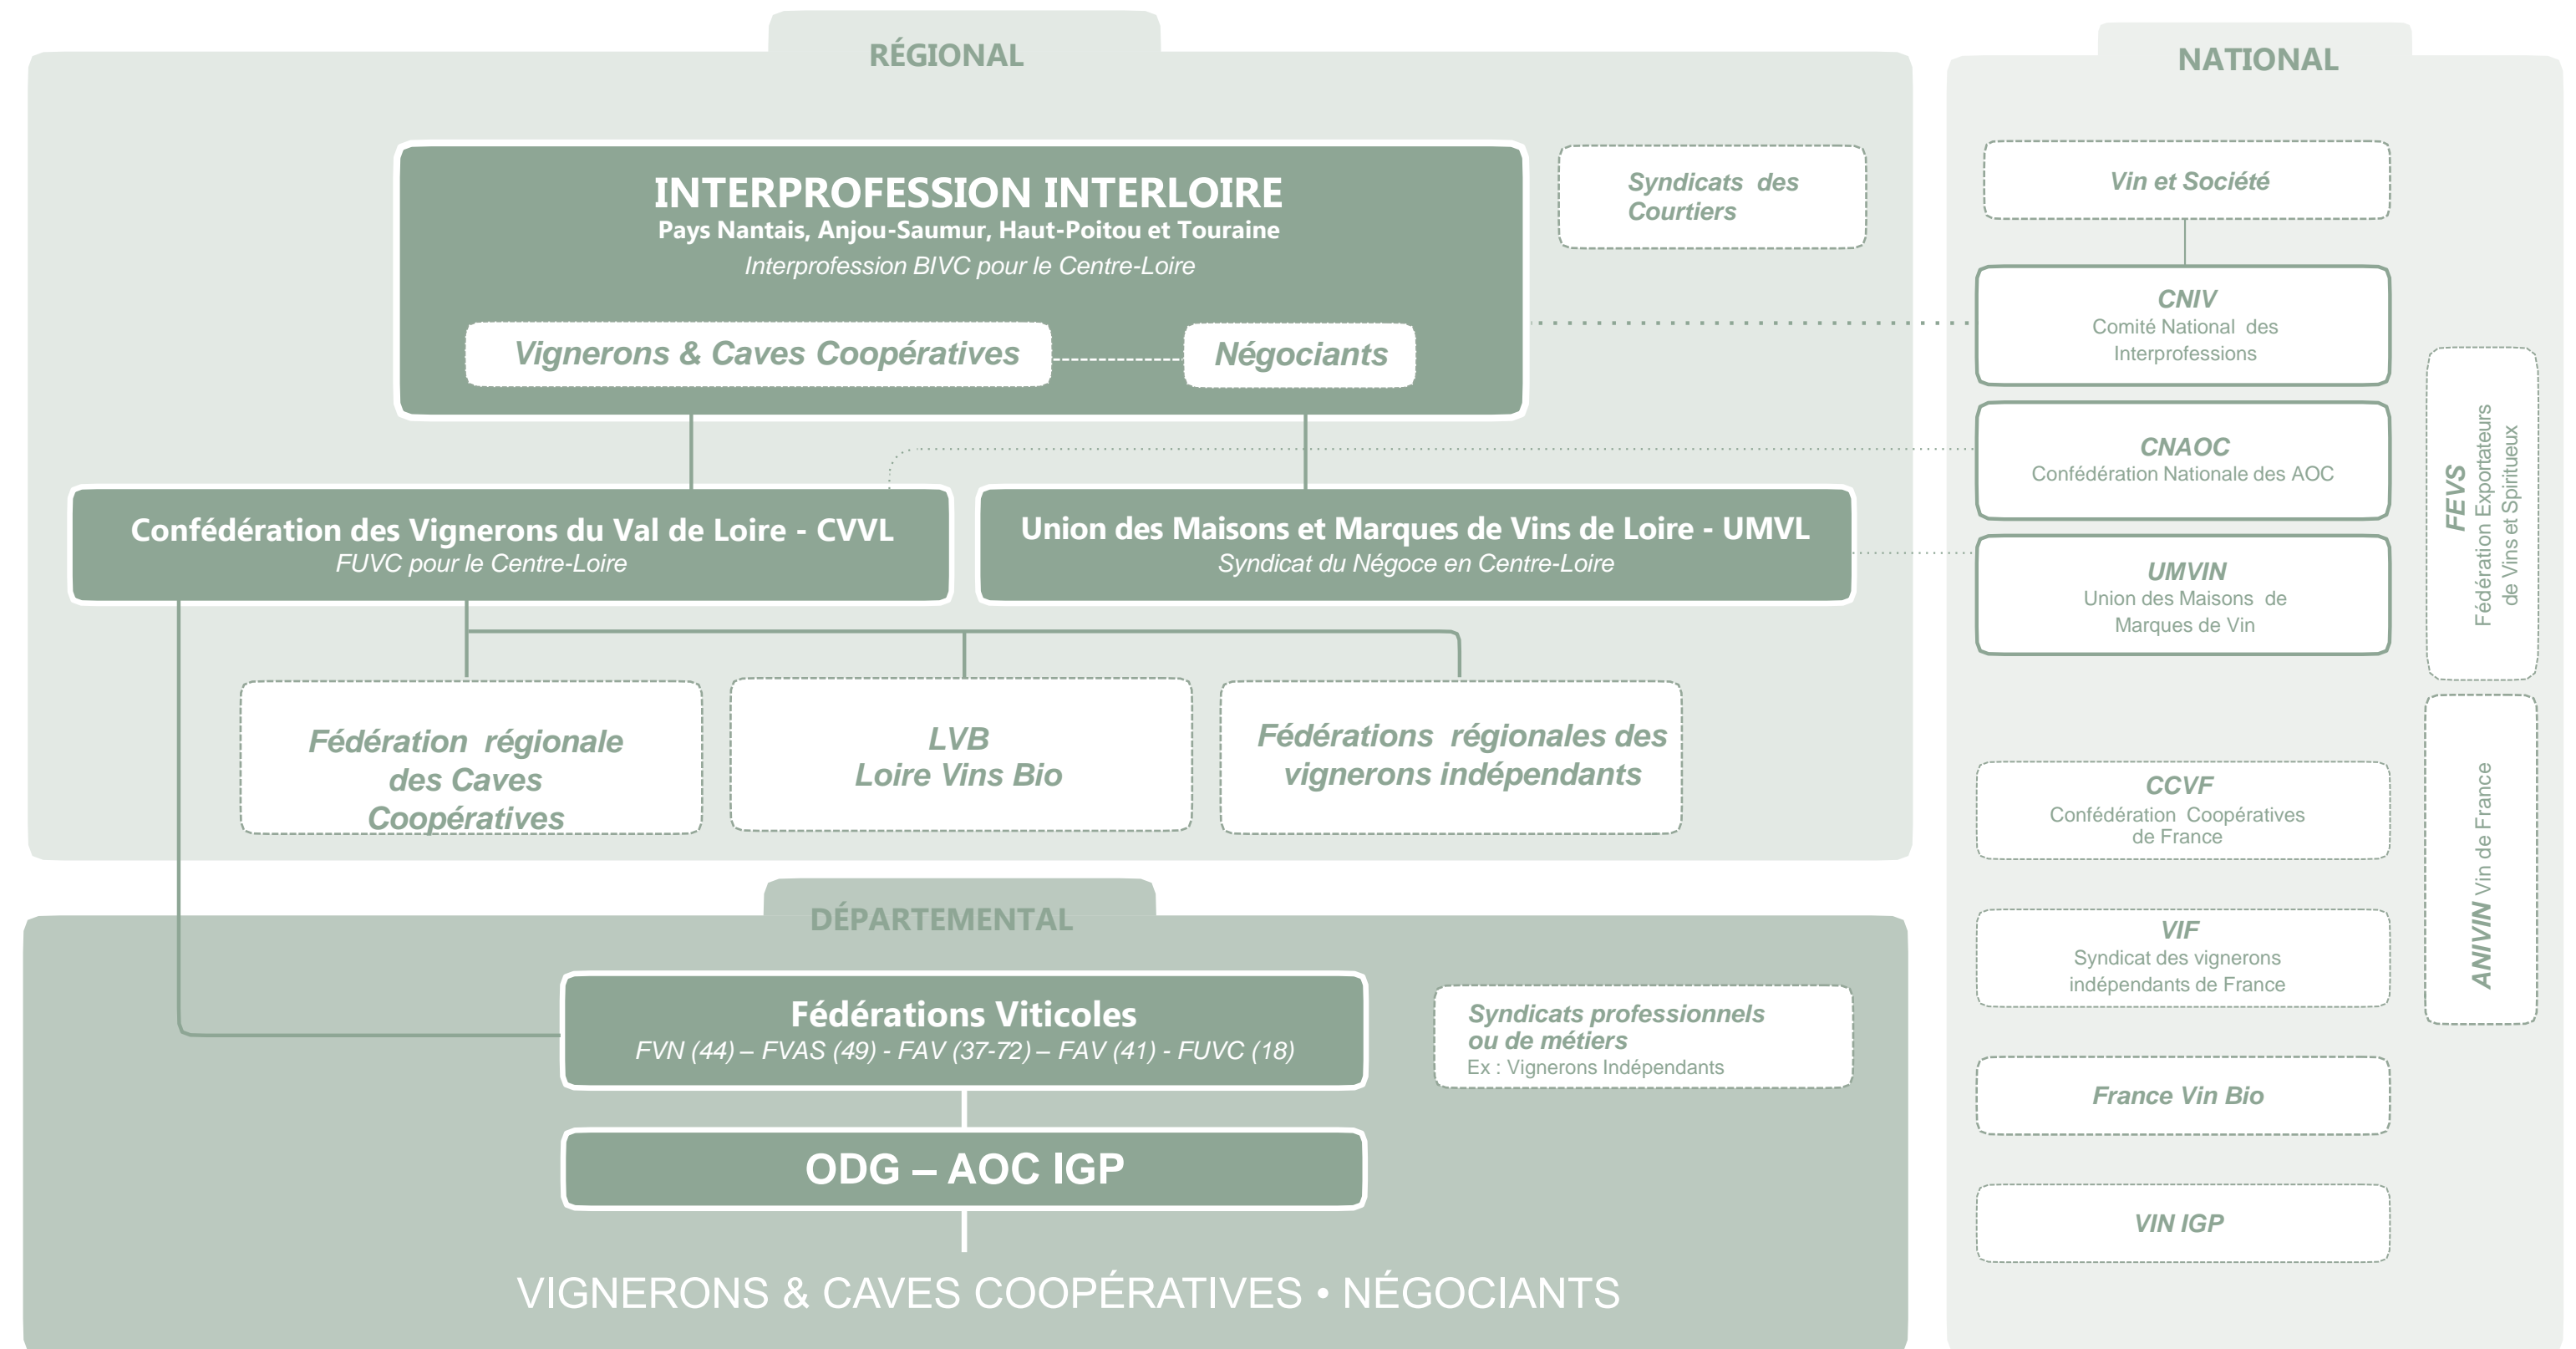 RÉGIONAL
INTERPROFESSION INTERLOIRE
Pays Nantais, Anjou-Saumur, Haut-Poitou et Touraine
Interprofession BIVC pour le Centre-Loire
Vignerons & Caves Coopératives
Négociants
Syndicats des
Courtiers
Confédération des Vignerons du Val de Loire - CVVL
FUVC pour le Centre-Loire
Union des Maisons et Marques de Vins de Loire - UMVL
Syndicat du Négoce en Centre-Loire
Fédération régionale
des Caves
Coopératives
LVB
Loire Vins Bio
Fédérations régionales des
vignerons indépendants
DÉPARTEMENTAL
Fédérations Viticoles
FVN (44) – FVAS (49) - FAV (37-72) – FAV (41) - FUVC (18)
Syndicats professionnels
ou de métiers
Ex : Vignerons Indépendants
ODG – AOC IGP
VIGNERONS & CAVES COOPÉRATIVES • NÉGOCIANTS
NATIONAL
Vin et Société
CNIV
Comité National des
Interprofessions
CNAOC
Confédération Nationale des AOC
UMVIN
Union des Maisons de
Marques de Vin
CCVF
Confédération Coopératives
de France
VIF
Syndicat des vignerons
indépendants de France
France Vin Bio
VIN IGP
FEVS
Fédération Exportateurs
de Vins et Spiritueux
ANIVIN Vin de France